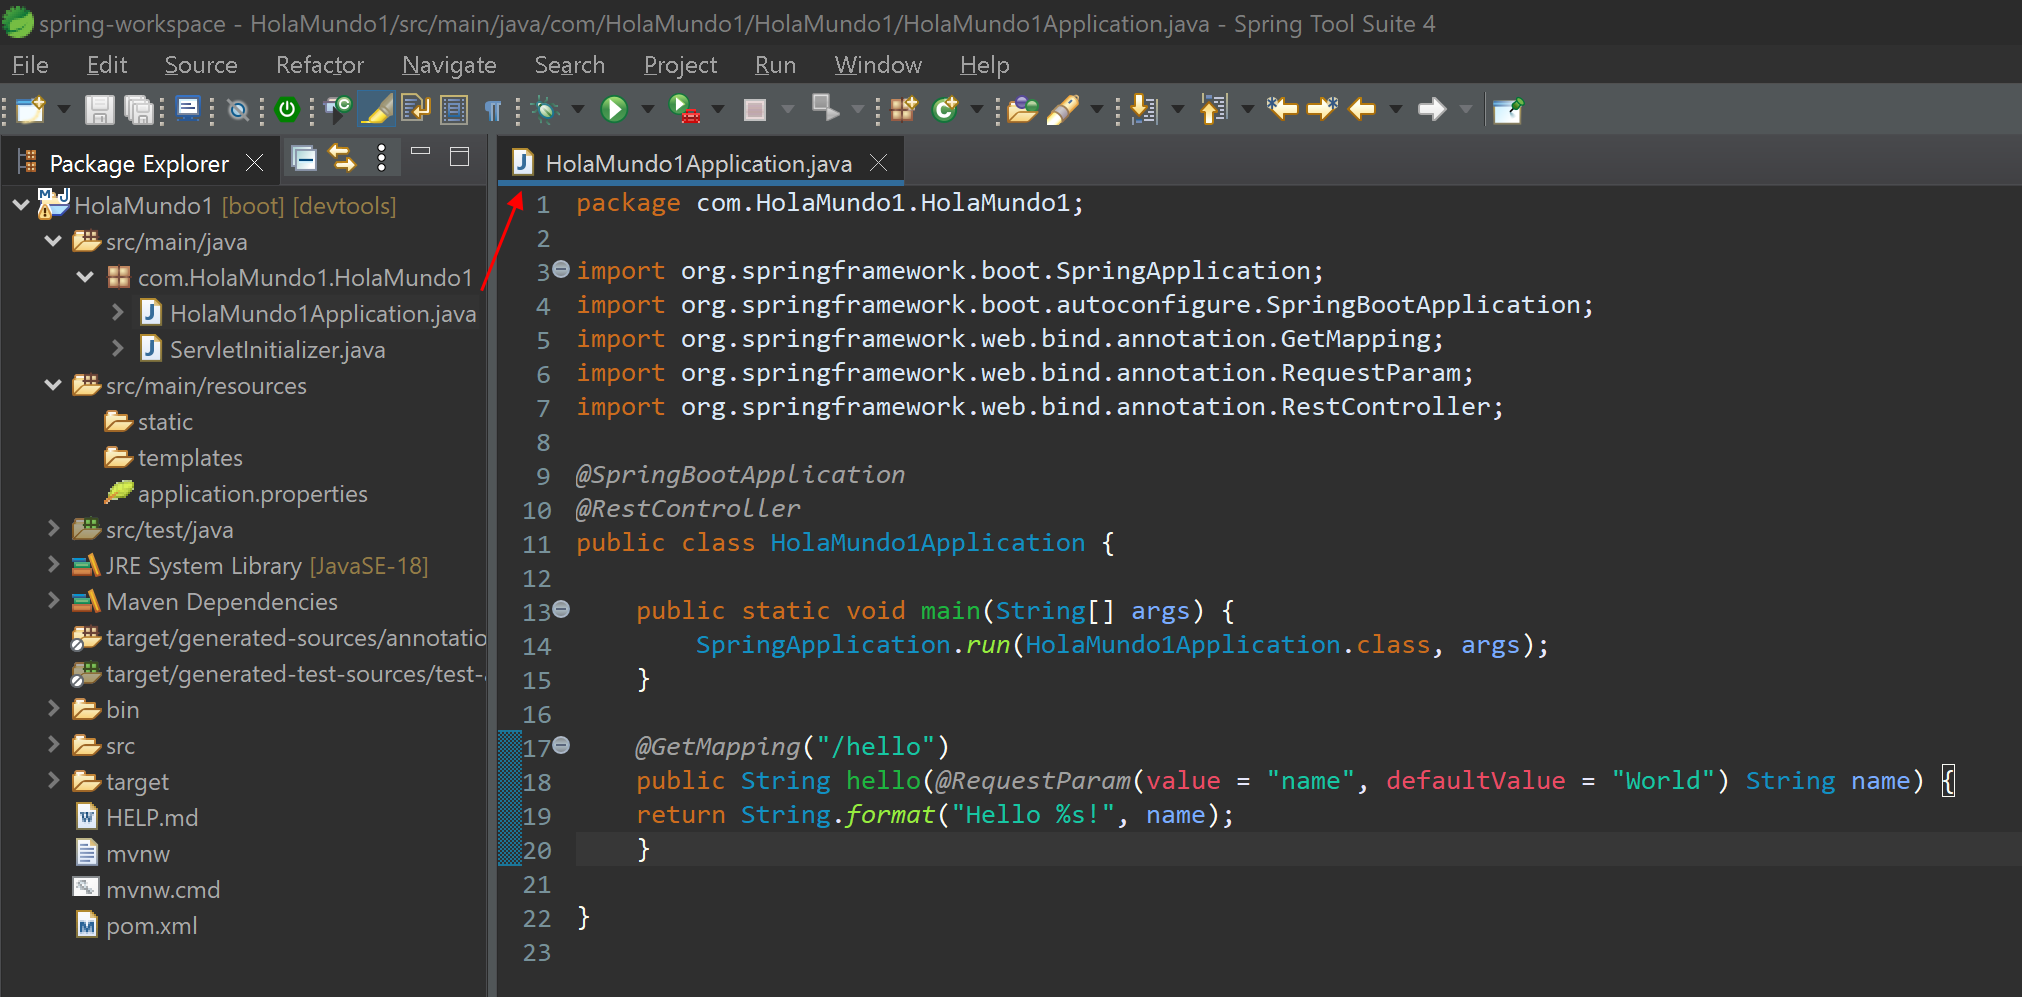 spring-workspace - HolaMundo1/src/main/java/com/HolaMundo1/HolaMundo1/HolaMundo1Application.java - Spring Tool Suite 4
File Edit Source Refactor Navigate Search Project Run Window Help
Package Explorer
HolaMundo1 [boot] [devtools]
src/main/java
com.HolaMundo1.HolaMundo1
HolaMundo1Application.java
ServletInitializer.java
src/main/resources
static
templates
application.properties
src/test/java
JRE System Library [JavaSE-18]
Maven Dependencies
target/generated-sources/annotatio
target/generated-test-sources/test-
bin
src
target
HELP.md
mvnw
mvnw.cmd
pom.xml
HolaMundo1Application.java
1 package com.HolaMundo1.HolaMundo1;
2
3 import org.springframework.boot.SpringApplication;
4 import org.springframework.boot.autoconfigure.SpringBootApplication;
5 import org.springframework.web.bind.annotation.GetMapping;
6 import org.springframework.web.bind.annotation.RequestParam;
7 import org.springframework.web.bind.annotation.RestController;
8
9 @SpringBootApplication
10 @RestController
11 public class HolaMundo1Application {
12
13 public static void main(String[] args) {
14 SpringApplication.run(HolaMundo1Application.class, args);
15 }
16
17 @GetMapping("/hello")
18 public String hello(@RequestParam(value = "name", defaultValue = "World") String name) {
19 return String.format("Hello %s!", name);
20 }
21
22 }
23